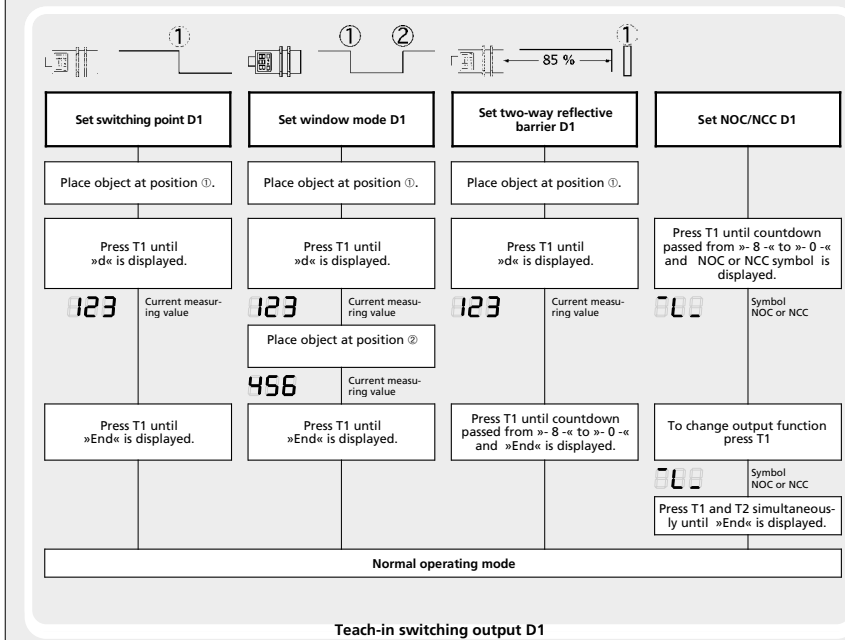 ①
① ②
85 %
①
Set switching point D1
Set window mode D1
Set two-way reflective
barrier D1
Set NOC/NCC D1
Place object at position ①.
Place object at position ①.
Place object at position ①.
Press T1 until
»d« is displayed.
Press T1 until
»d« is displayed.
Press T1 until
»d« is displayed.
Press T1 until countdown
passed from »- 8 -« to »- 0 -«
and NOC or NCC symbol is
displayed.
123
Current measur-
ing value
123
Current measu-
ring value
123
Current measu-
ring value
Symbol
NOC or NCC
Place object at position ②
456
Current measu-
ring value
Press T1 until
»End« is displayed.
Press T1 until
»End« is displayed.
Press T1 until countdown
passed from »- 8 -« to »- 0 -«
and »End« is displayed.
To change output function
press T1
Symbol
NOC or NCC
Press T1 and T2 simultaneous-
ly until »End« is displayed.
Normal operating mode
Teach-in switching output D1